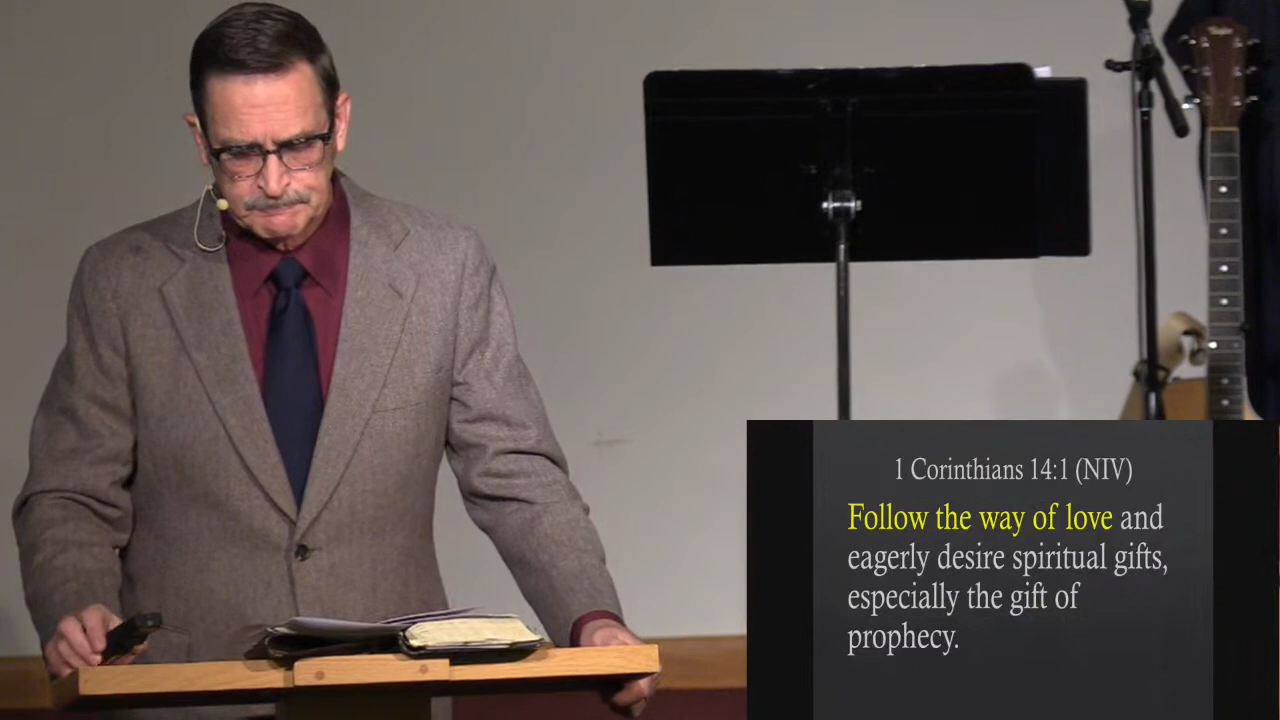 1 Corinthians 14:1 (NIV)
Follow the way of love and
eagerly desire spiritual gifts,
especially the gift of
prophecy.